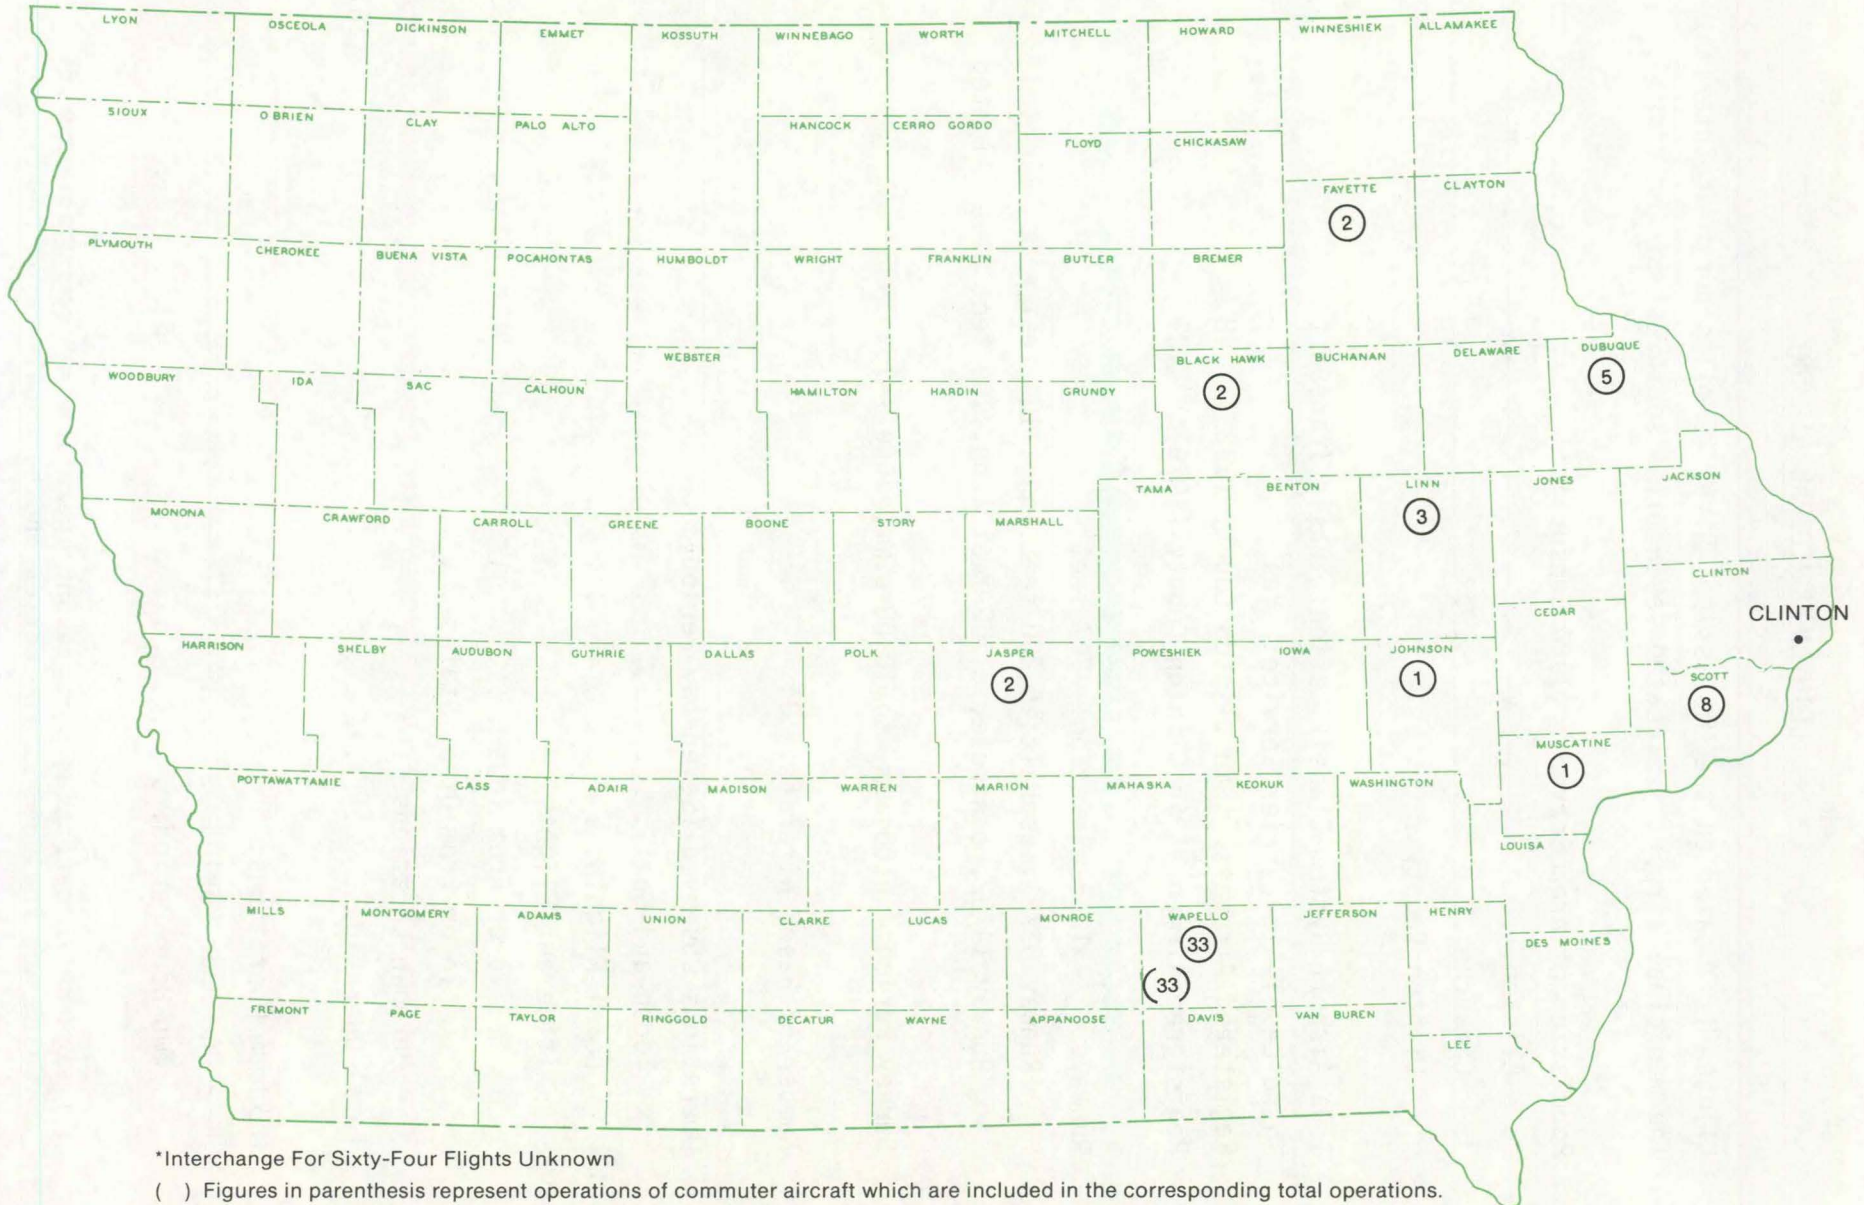 LYON OSCEOLA DICKINSON EMMET KOSSUTH WINNEBAGO WORTH MITCHELL HOWARD WINNESHIEK ALLAMAKEE
SIOUX O BRIEN CLAY PALO ALTO HANCOCK CERRO GORDO FLOYD CHICKASAW
FAYETTE CLAYTON
2
PLYMOUTH CHEROKEE BUENA VISTA POCAHONTAS HUMBOLDT WRIGHT FRANKLIN BUTLER BREMER
WEBSTER BLACK HAWK BUCHANAN DELAWARE DUBUQUE
2 5
WOODBURY IDA SAC CALHOUN HAMILTON HARDIN GRUNDY
TAMA BENTON LINN JONES JACKSON
3
MONONA CRAWFORD CARROLL GREENE BOONE STORY MARSHALL
CLINTON
CEDAR CLINTON
HARRISON SHELBY AUDUBON GUTHRIE DALLAS POLK JASPER POWESHIEK IOWA JOHNSON SCOTT
2 1 8
MUSCATINE
1
POTTAWATTAMIE CASS ADAIR MADISON WARREN MARION MAHASKA KEOKUK WASHINGTON
LOUISA
MILLS MONTGOMERY ADAMS UNION CLARKE LUCAS MONROE WAPELLO JEFFERSON HENRY
33 DES MOINES
(33)
FREMONT PAGE TAYLOR RINGGOLD DECATUR WAYNE APPANOOSE DAVIS VAN BUREN
LEE
*Interchange For Sixty-Four Flights Unknown
( ) Figures in parenthesis represent operations of commuter aircraft which are included in the corresponding total operations.